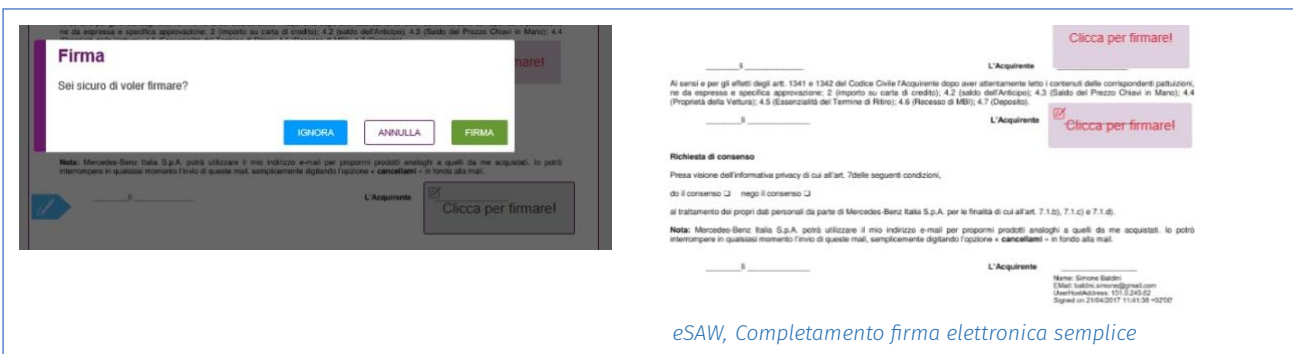 ne da espressa e specifica approvazione: 2 (importo su carta di credito); 4.2 (saldo dell'Anticipo); 4.3 (Saldo del Prezzo Chiavi in Mano); 4.4
Firma
Sei sicuro di voler firmare?
IGNORA
ANNULLA
FIRMA
Nota: Mercedes-Benz Italia S.p.A. potrà utilizzare il mio indirizzo e-mail per propormi prodotti analoghi a quelli da me acquistati. Io potrò
interrompere in qualsiasi momento l'invio di queste mail, semplicemente digitando l'opzione « cancellami » in fondo alla mail.
L'Acquirente
Clicca per firmare!
Clicca per firmare!
L'Acquirente
Ai sensi e per gli effetti degli artt. 1341 e 1342 del Codice Civile l'Acquirente dopo aver attentamente letto i contenuti delle corrispondenti pattuizioni,
ne da espressa e specifica approvazione: 2 (importo su carta di credito); 4.2 (saldo dell'Anticipo); 4.3 (Saldo del Prezzo Chiavi in Mano); 4.4
(Proprietà della Vettura); 4.5 (Essenzialità del Termine di Ritiro); 4.6 (Recesso di MBI); 4.7 (Deposito).
L'Acquirente
Clicca per firmare!
Richiesta di consenso
Presa visione dell'informativa privacy di cui all'art. 7delle seguenti condizioni,
do il consenso ❏ nego il consenso ❏
al trattamento dei propri dati personali da parte di Mercedes-Benz Italia S.p.A. per le finalità di cui all'art. 7.1.b), 7.1.c) e 7.1.d).
Nota: Mercedes-Benz Italia S.p.A. potrà utilizzare il mio indirizzo e-mail per propormi prodotti analoghi a quelli da me acquistati. Io potrò
interrompere in qualsiasi momento l'invio di queste mail, semplicemente digitando l'opzione « cancellami » in fondo alla mail.
L'Acquirente
Name: Simone Baldini
EMail: baldini.simone@gmail.com
UserHostAddress: 151.0.245.62
Signed on 21/04/2017 11:41:38 +02'00'
eSAW, Completamento firma elettronica semplice